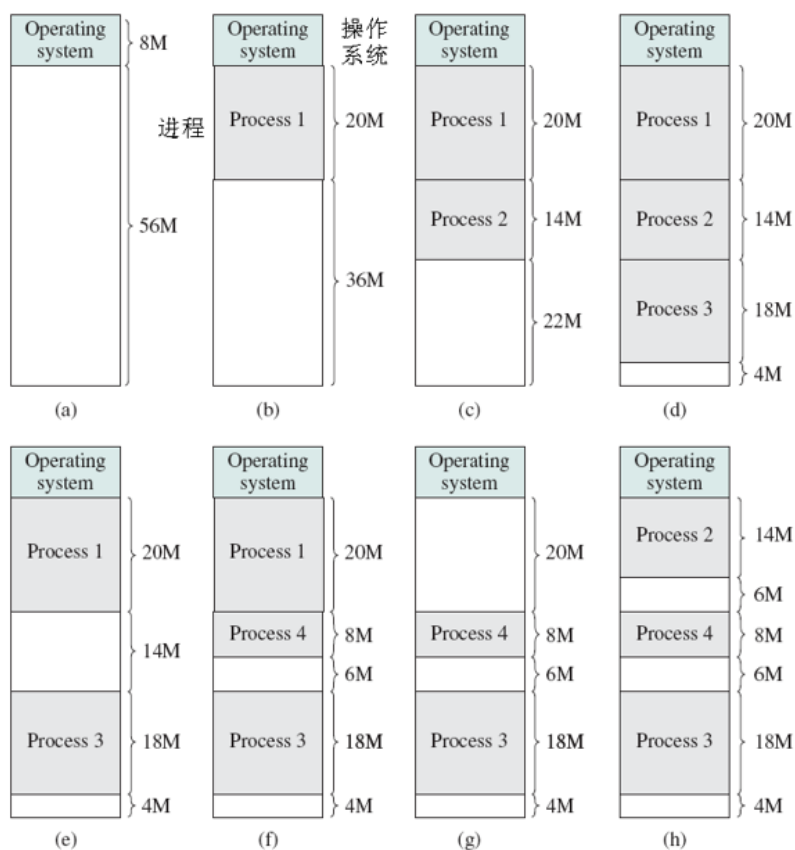 Operating
system
8M
56M
(a)
Operating
system
操作
系统
进程
Process 1
20M
36M
(b)
Operating
system
Process 1
20M
Process 2
14M
22M
(c)
Operating
system
Process 1
20M
Process 2
14M
Process 3
18M
4M
(d)
Operating
system
Process 1
20M
14M
Process 3
18M
4M
(e)
Operating
system
Process 1
20M
Process 4
8M
6M
Process 3
18M
4M
(f)
Operating
system
20M
Process 4
8M
6M
Process 3
18M
4M
(g)
Operating
system
Process 2
14M
6M
Process 4
8M
6M
Process 3
18M
4M
(h)